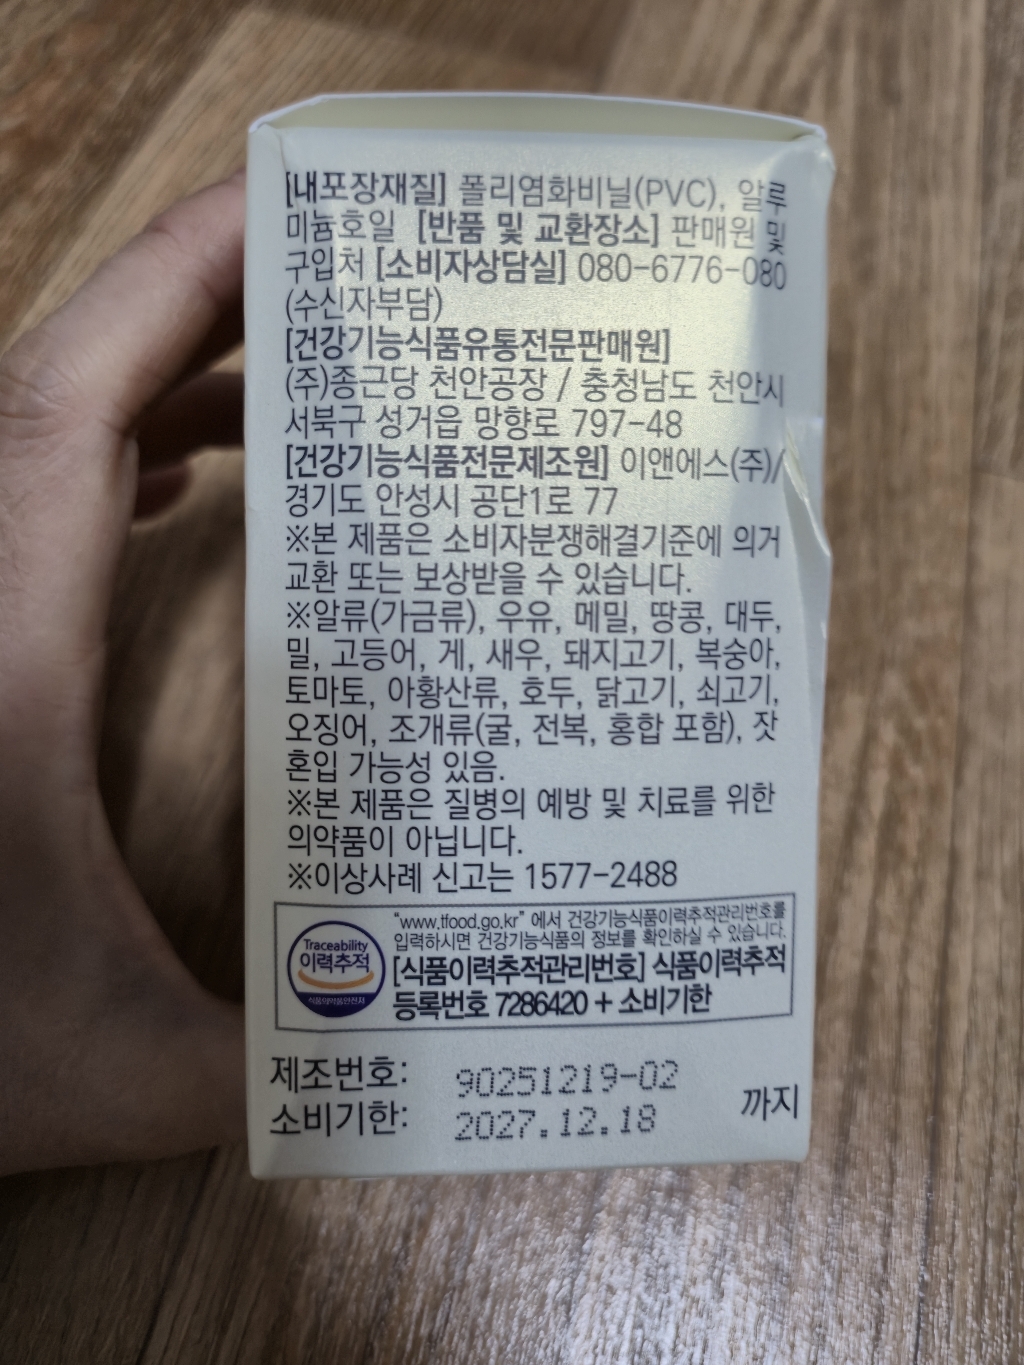 [내포장재질] 폴리염화비닐(PVC), 알루
미늄호일 [반품 및 교환장소] 판매원 및
구입처 [소비자상담실] 080-6776-080
(수신자부담)
[건강기능식품유통전문판매원]
(주)종근당 천안공장 / 충청남도 천안시
서북구 성거읍 망향로 797-48
[건강기능식품전문제조원] 이앤에스(주)/
경기도 안성시 공단1로 77
※본 제품은 소비자분쟁해결기준에 의거
교환 또는 보상받을 수 있습니다.
※알류(가금류), 우유, 메밀, 땅콩, 대두,
밀, 고등어, 게, 새우, 돼지고기, 복숭아,
토마토, 아황산류, 호두, 닭고기, 쇠고기,
오징어, 조개류(굴, 전복, 홍합 포함), 잣
혼입 가능성 있음.
※본 제품은 질병의 예방 및 치료를 위한
의약품이 아닙니다.
※이상사례 신고는 1577-2488
Traceability
이력추적
식품의약품안전처
"www.tfood.go.kr" 에서 건강기능식품이력추적관리번호를
입력하시면 건강기능식품의 정보를 확인하실 수 있습니다.
[식품이력추적관리번호] 식품이력추적
등록번호 7286420 + 소비기한
제조번호: 90251219-02
소비기한: 2027.12.18 까지